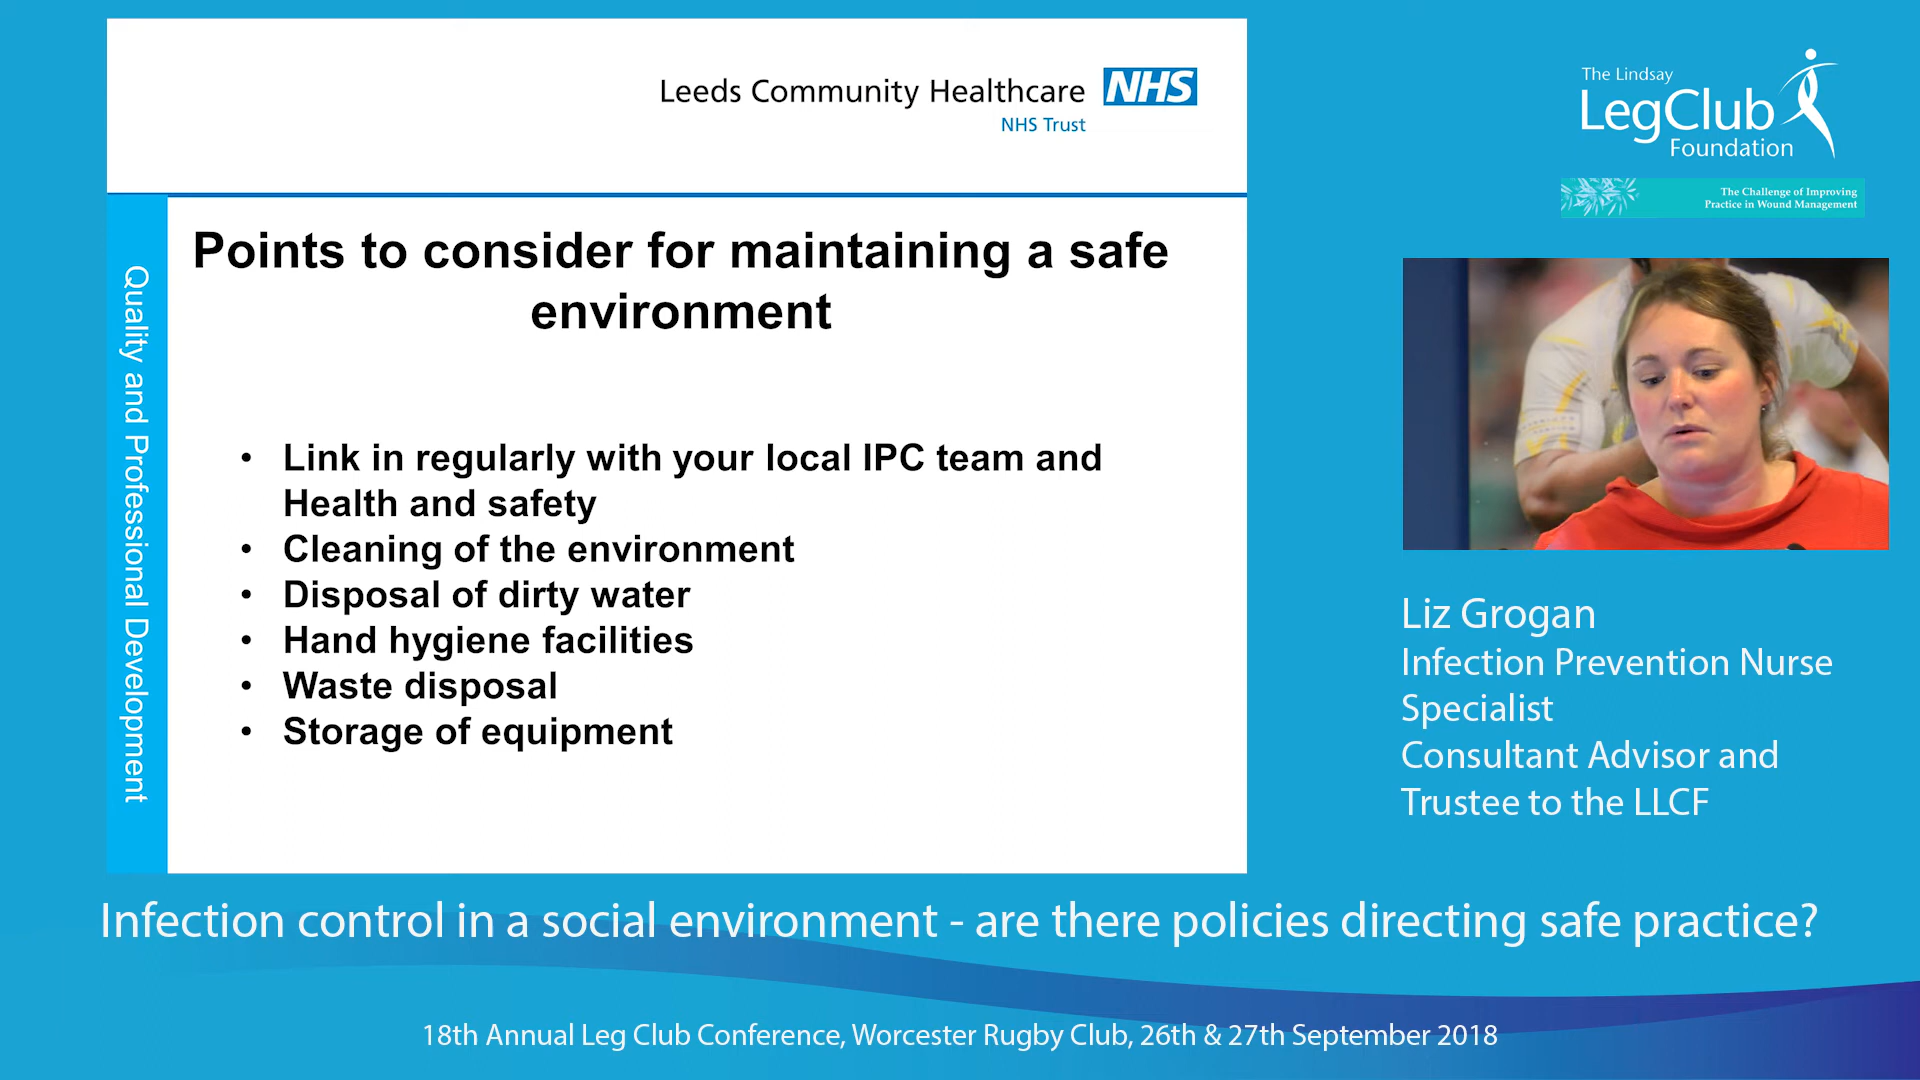 Leeds Community Healthcare NHS
NHS Trust
Quality and Professional Development
Points to consider for maintaining a safe
environment
• Link in regularly with your local IPC team and
Health and safety
• Cleaning of the environment
• Disposal of dirty water
• Hand hygiene facilities
• Waste disposal
• Storage of equipment
The Lindsay
LegClub
Foundation
The Challenge of Improving
Practice in Wound Management
Liz Grogan
Infection Prevention Nurse
Specialist
Consultant Advisor and
Trustee to the LLCF
Infection control in a social environment - are there policies directing safe practice?
18th Annual Leg Club Conference, Worcester Rugby Club, 26th & 27th September 2018